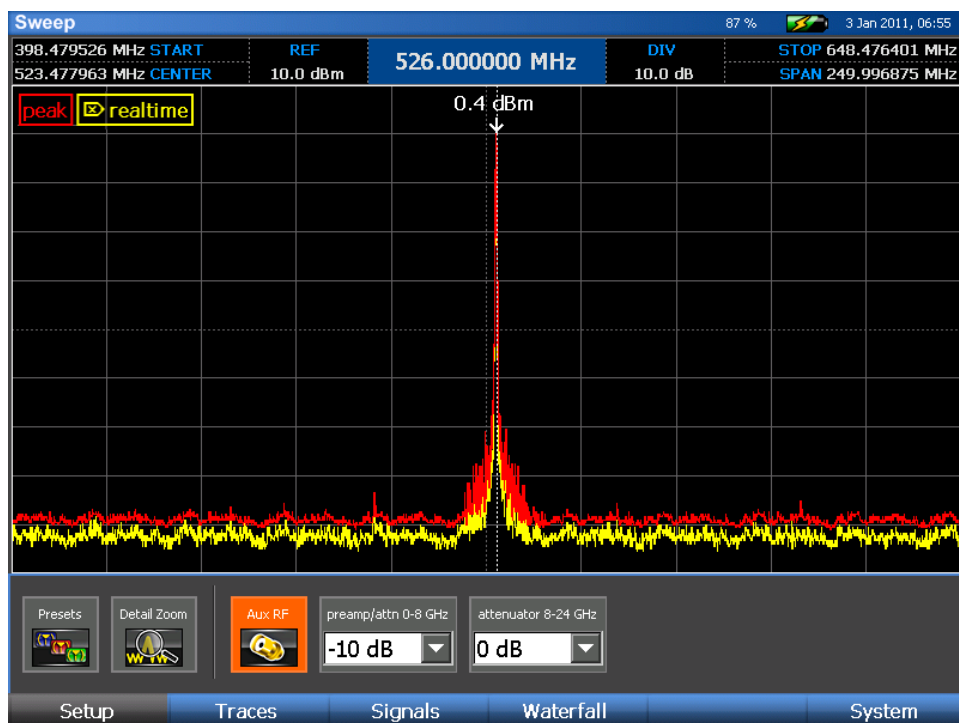 Sweep 87 % 3 Jan 2011, 06:55
398.479526 MHz START REF 526.000000 MHz DIV STOP 648.476401 MHz
523.477963 MHz CENTER 10.0 dBm 10.0 dB SPAN 249.996875 MHz
peak realtime 0.4 dBm
Presets Detail Zoom Aux RF preamp/attn 0-8 GHz attenuator 8-24 GHz
-10 dB 0 dB
Setup Traces Signals Waterfall System